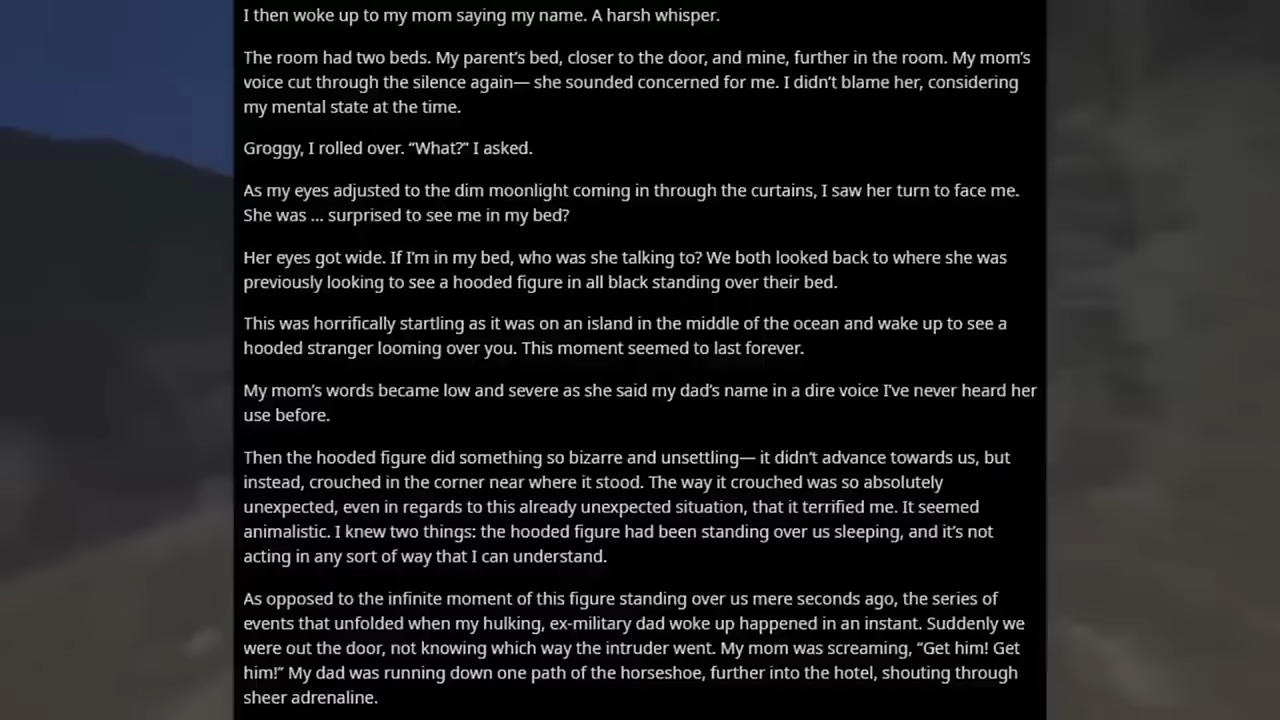 I then woke up to my mom saying my name. A harsh whisper.
The room had two beds. My parent’s bed, closer to the door, and mine, further in the room. My mom’s
voice cut through the silence again— she sounded concerned for me. I didn’t blame her, considering
my mental state at the time.
Groggy, I rolled over. “What?” I asked.
As my eyes adjusted to the dim moonlight coming in through the curtains, I saw her turn to face me.
She was ... surprised to see me in my bed?
Her eyes got wide. If I’m in my bed, who was she talking to? We both looked back to where she was
previously looking to see a hooded figure in all black standing over their bed.
This was horrifically startling as it was on an island in the middle of the ocean and wake up to see a
hooded stranger looming over you. This moment seemed to last forever.
My mom’s words became low and severe as she said my dad’s name in a dire voice I’ve never heard her
use before.
Then the hooded figure did something so bizarre and unsettling— it didn’t advance towards us, but
instead, crouched in the corner near where it stood. The way it crouched was so absolutely
unexpected, even in regards to this already unexpected situation, that it terrified me. It seemed
animalistic. I knew two things: the hooded figure had been standing over us sleeping, and it’s not
acting in any sort of way that I can understand.
As opposed to the infinite moment of this figure standing over us mere seconds ago, the series of
events that unfolded when my hulking, ex-military dad woke up happened in an instant. Suddenly we
were out the door, not knowing which way the intruder went. My mom was screaming, “Get him! Get
him!” My dad was running down one path of the horseshoe, further into the hotel, shouting through
sheer adrenaline.